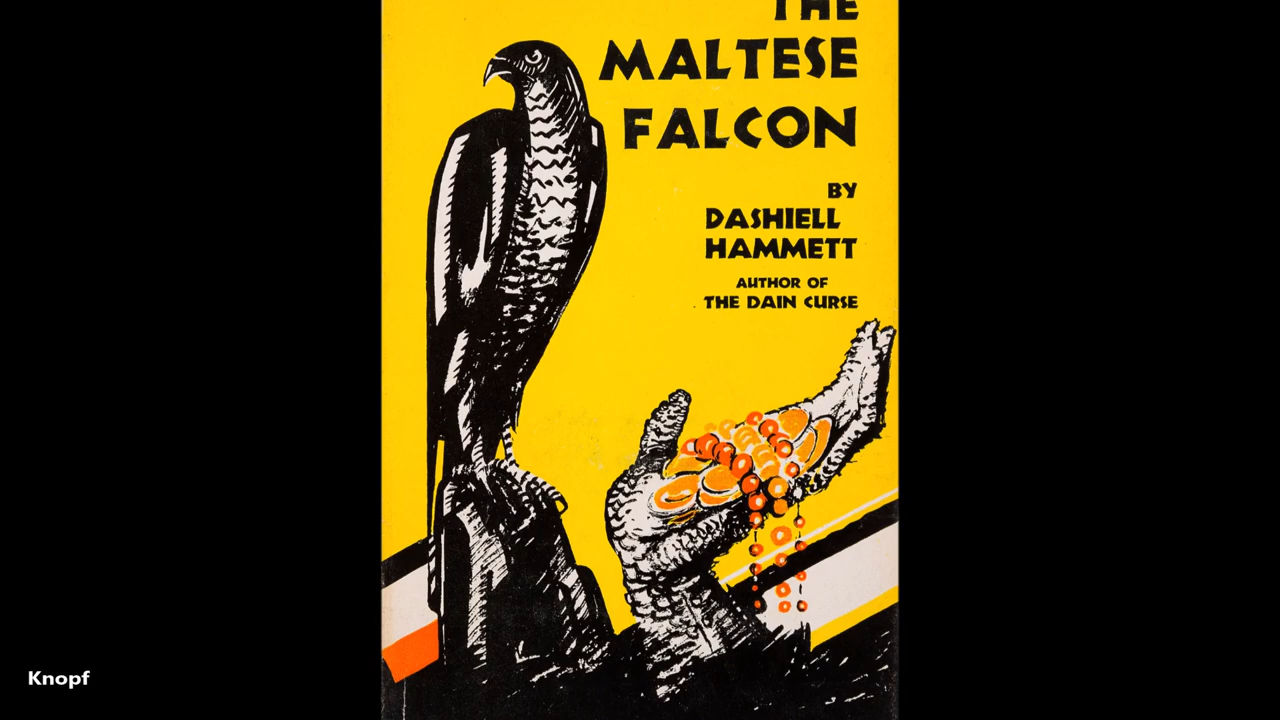 THE
MALTESE
FALCON
BY
DASHIELL
HAMMETT
AUTHOR OF
THE DAIN CURSE
Knopf